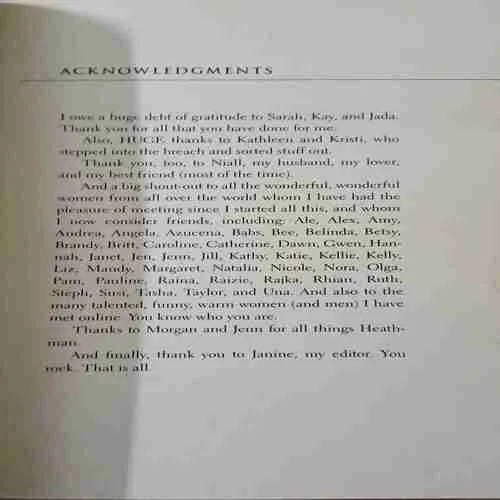 ACKNOWLEDGMENTS
I owe a huge debt of gratitude to Sarah, Kay, and Jada.
Thank you for all that you have done for me.
Also, HUGE thanks to Kathleen and Kristi, who
stepped into the breach and sorted stuff out.
Thank you, too, to Niall, my husband, my lover,
and my best friend (most of the time).
And a big shout-out to all the wonderful, wonderful
women from all over the world whom I have had the
pleasure of meeting since I started all this, and whom
I now consider friends, including: Ale, Alex, Amy,
Andrea, Angela, Azucena, Babs, Bee, Belinda, Betsy,
Brandy, Britt, Caroline, Catherine, Dawn, Gwen, Han-
nah, Janet, Jen, Jenn, Jill, Kathy, Katie, Kellie, Kelly,
Liz, Mandy, Margaret, Natalia, Nicole, Nora, Olga,
Pam, Pauline, Raina, Raizie, Rajka, Rhian, Ruth,
Steph, Susi, Tasha, Taylor, and Una. And also to the
many talented, funny, warm women (and men) I have
met online. You know who you are.
Thanks to Morgan and Jenn for all things Heath-
man.
And finally, thank you to Janine, my editor. You
rock. That is all.